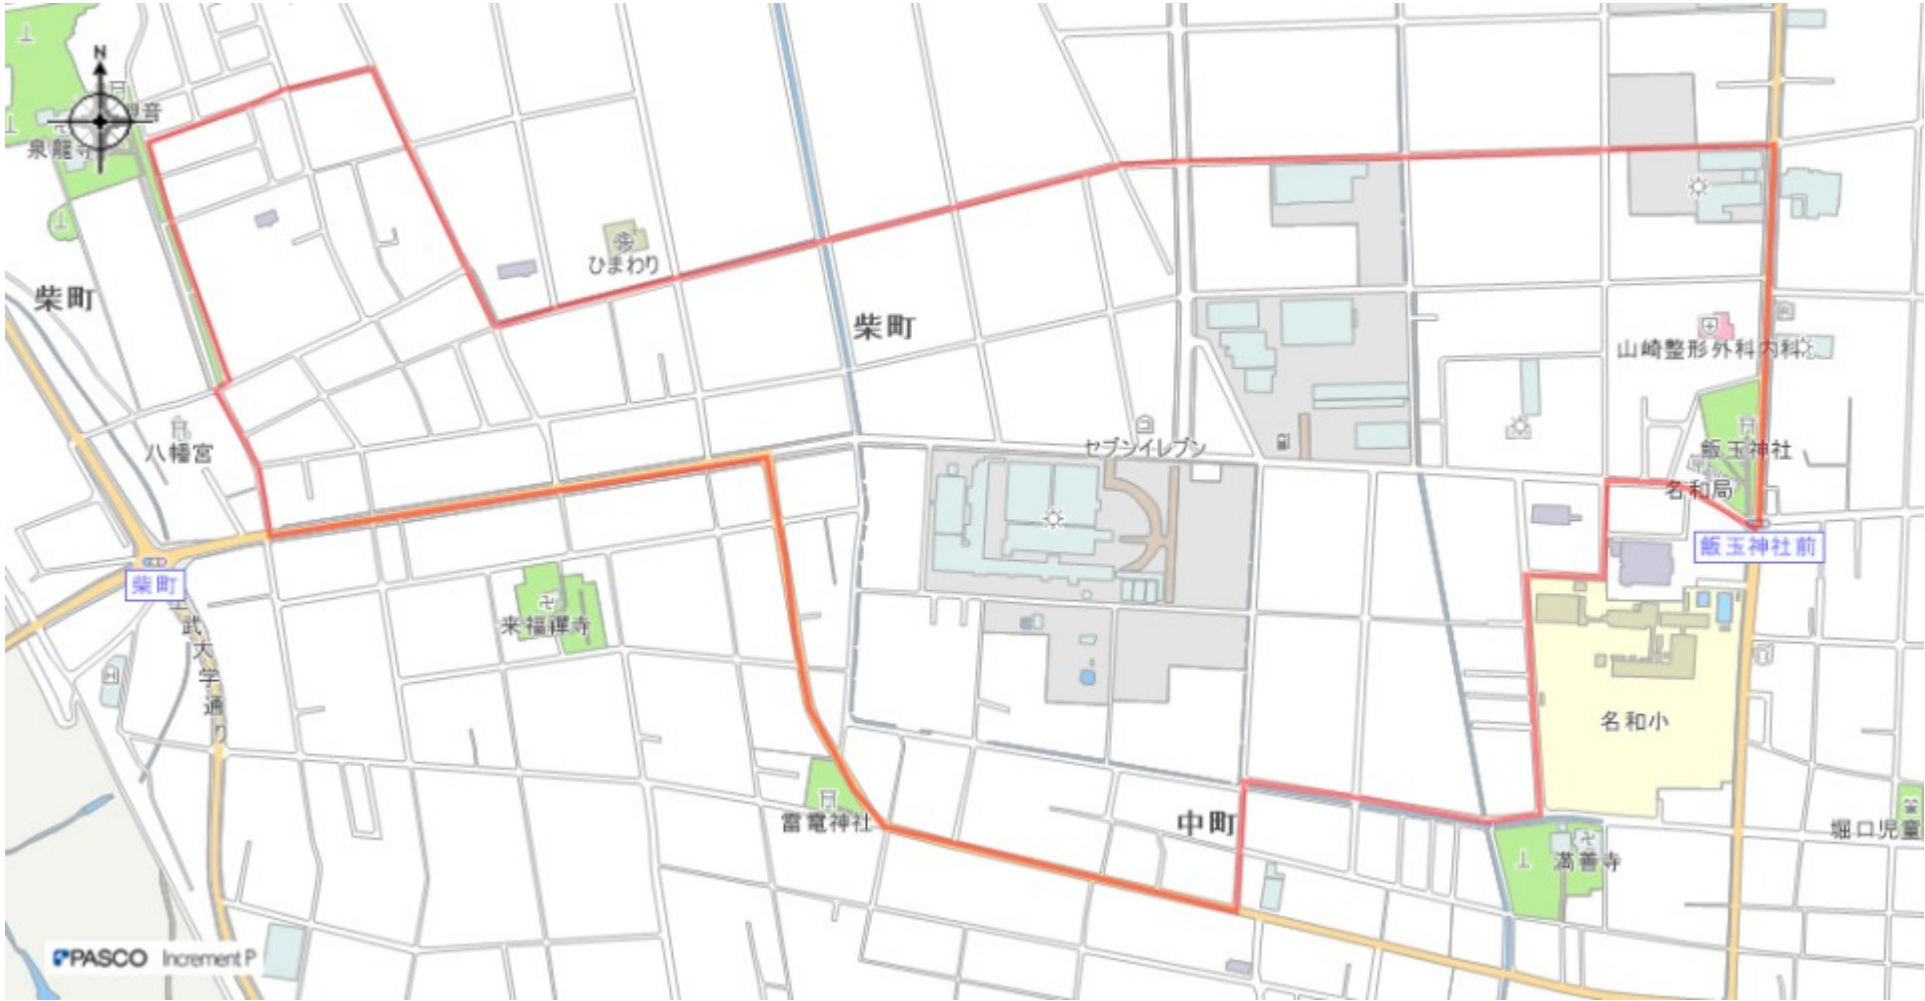 N
観音
泉龍寺
柴町
ひまわり
柴町
山崎整形外科内科
八幡宮
セブンイレブン
飯玉神社
名和局
飯玉神社前
柴町
来福禅寺
武大学通り
名和小
雷電神社
中町
堀口児童
満善寺
PASCO Increment P